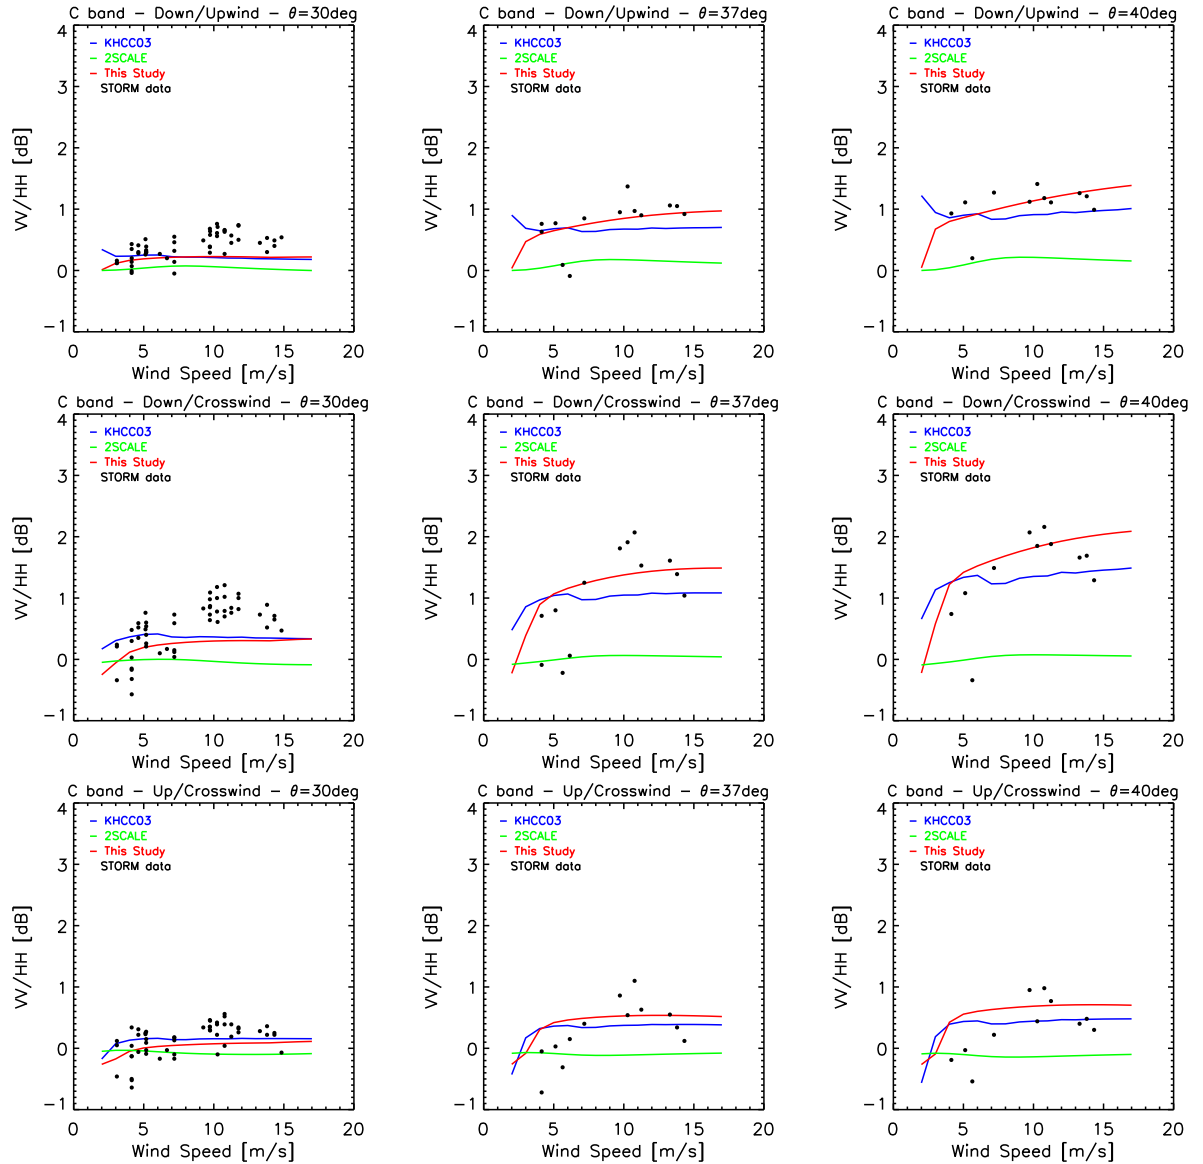 C band - Down/Upwind - θ=30deg
4
3
2
1
0
-1
VV/HH [dB]
KHCC03
2SCALE
This Study
STORM data
0 5 10 15 20
Wind Speed [m/s]
C band - Down/Upwind - θ=37deg
4
3
2
1
0
-1
VV/HH [dB]
KHCC03
2SCALE
This Study
STORM data
0 5 10 15 20
Wind Speed [m/s]
C band - Down/Upwind - θ=40deg
4
3
2
1
0
-1
VV/HH [dB]
KHCC03
2SCALE
This Study
STORM data
0 5 10 15 20
Wind Speed [m/s]
C band - Down/Crosswind - θ=30deg
4
3
2
1
0
-1
VV/HH [dB]
KHCC03
2SCALE
This Study
STORM data
0 5 10 15 20
Wind Speed [m/s]
C band - Down/Crosswind - θ=37deg
4
3
2
1
0
-1
VV/HH [dB]
KHCC03
2SCALE
This Study
STORM data
0 5 10 15 20
Wind Speed [m/s]
C band - Down/Crosswind - θ=40deg
4
3
2
1
0
-1
VV/HH [dB]
KHCC03
2SCALE
This Study
STORM data
0 5 10 15 20
Wind Speed [m/s]
C band - Up/Crosswind - θ=30deg
4
3
2
1
0
-1
VV/HH [dB]
KHCC03
2SCALE
This Study
STORM data
0 5 10 15 20
Wind Speed [m/s]
C band - Up/Crosswind - θ=37deg
4
3
2
1
0
-1
VV/HH [dB]
KHCC03
2SCALE
This Study
STORM data
0 5 10 15 20
Wind Speed [m/s]
C band - Up/Crosswind - θ=40deg
4
3
2
1
0
-1
VV/HH [dB]
KHCC03
2SCALE
This Study
STORM data
0 5 10 15 20
Wind Speed [m/s]